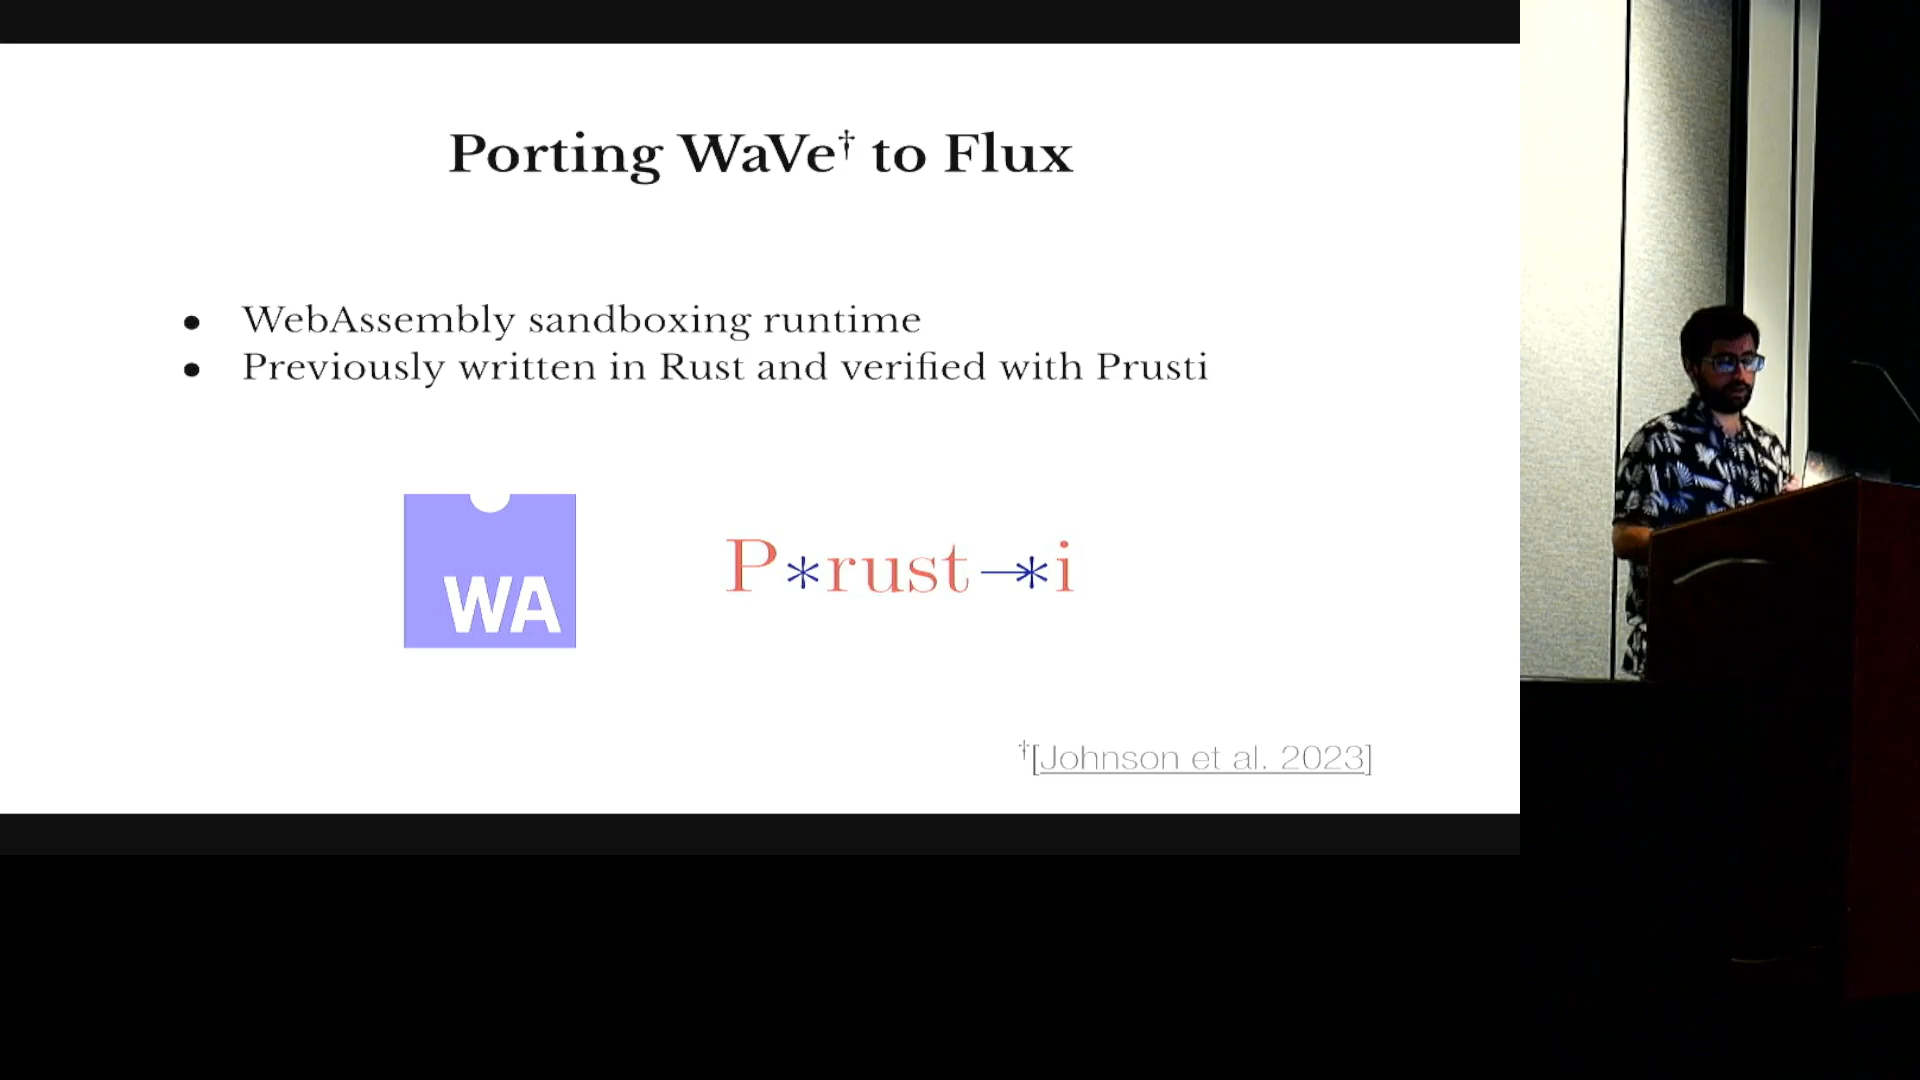 Porting WaVe† to Flux
● WebAssembly sandboxing runtime
● Previously written in Rust and verified with Prusti
WA
P∗rust–∗i
†[Johnson et al. 2023]